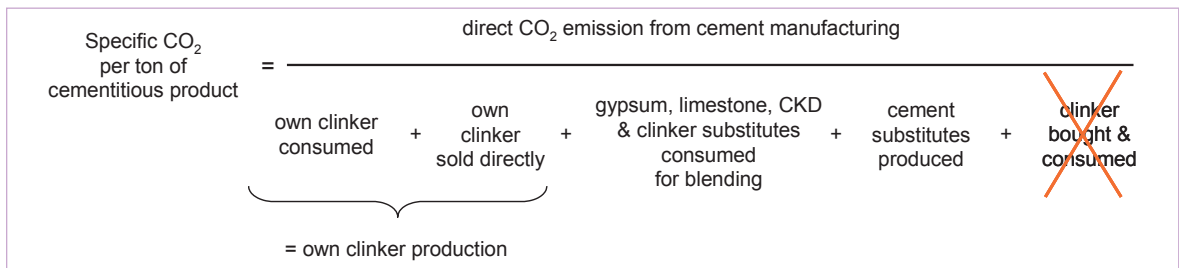 direct CO₂ emission from cement manufacturing
Specific CO₂
per ton of
cementitious product
=
own clinker
consumed
+
own
clinker
sold directly
+
gypsum, limestone, CKD
& clinker substitutes
consumed
for blending
+
cement
substitutes
produced
+
clinker
bought &
consumed
= own clinker production